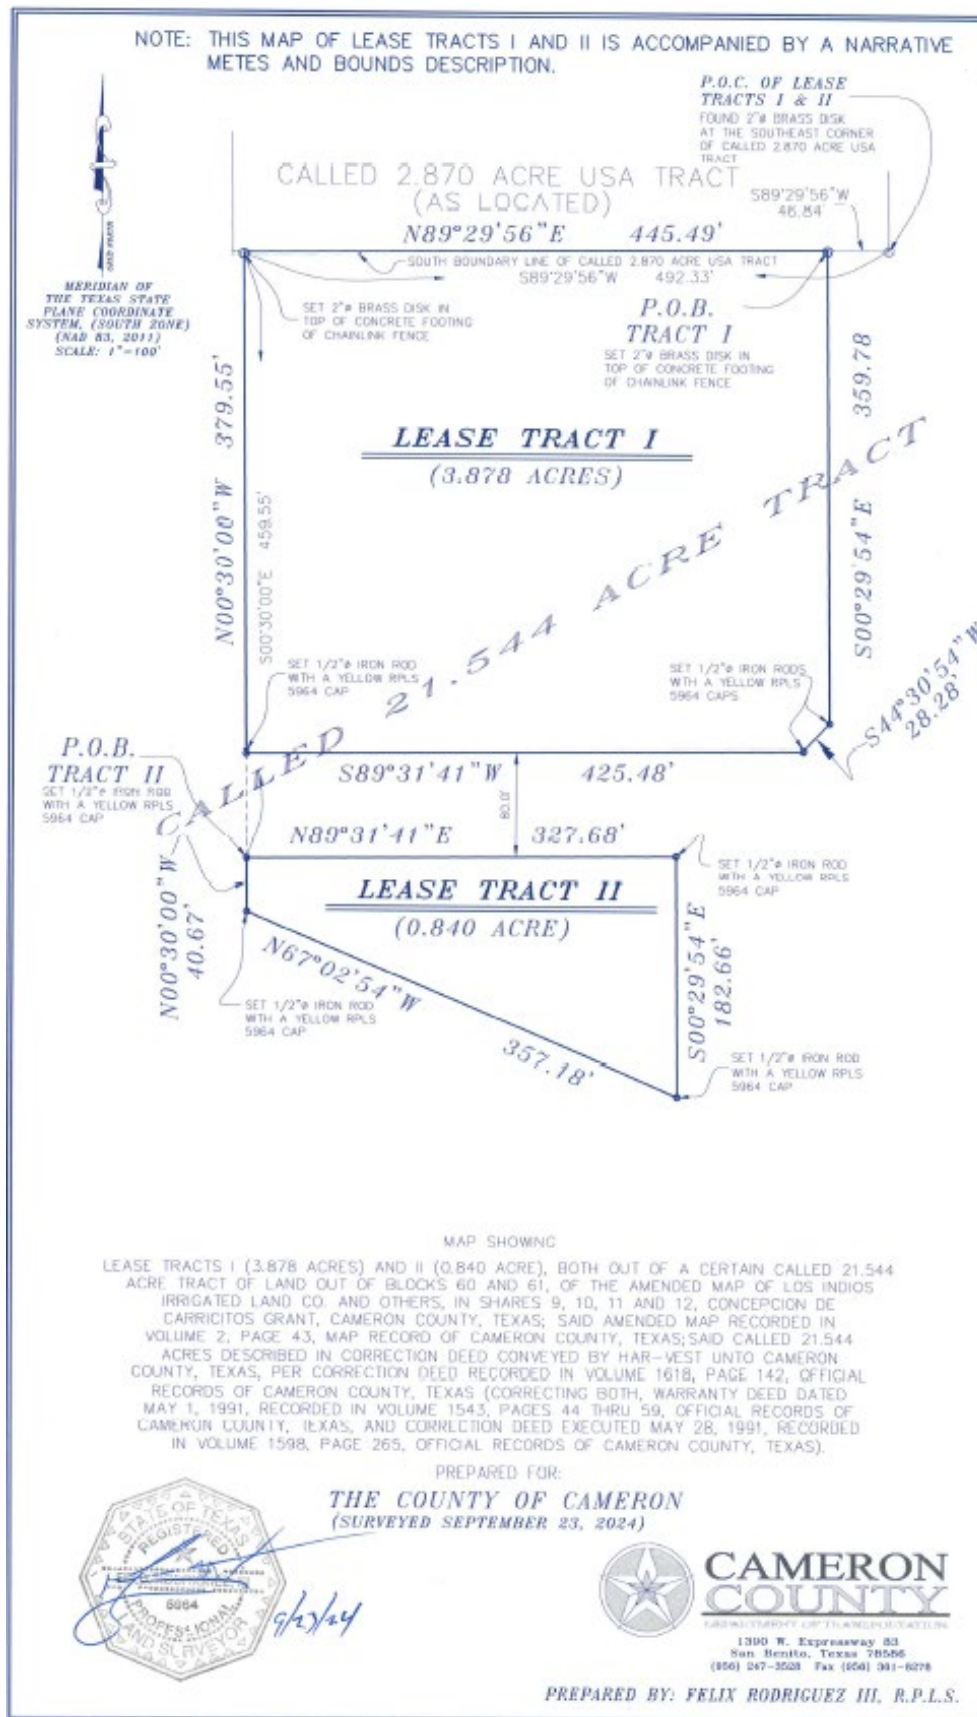 NOTE: THIS MAP OF LEASE TRACTS I AND II IS ACCOMPANIED BY A NARRATIVE
METES AND BOUNDS DESCRIPTION.
P.O.C. OF LEASE
TRACTS I & II
FOUND 2"ø BRASS DISK
AT THE SOUTHEAST CORNER
OF CALLED 2.870 ACRE USA
TRACT
MERIDIAN OF
THE TEXAS STATE
PLANE COORDINATE
SYSTEM, (SOUTH ZONE)
(NAD 83, 2011)
SCALE: 1"=100'
CALLED 2.870 ACRE USA TRACT
(AS LOCATED)
S89°29'56"W
46.84'
N89°29'56"E 445.49'
SOUTH BOUNDARY LINE OF CALLED 2.870 ACRE USA TRACT
S89°29'56"W 492.33'
SET 2"ø BRASS DISK IN
TOP OF CONCRETE FOOTING
OF CHAINLINK FENCE
P.O.B.
TRACT I
SET 2"ø BRASS DISK IN
TOP OF CONCRETE FOOTING
OF CHAINLINK FENCE
N00°30'00"W 379.55'
S00°30'00"E 459.55'
S00°29'54"E 359.78
LEASE TRACT I
(3.878 ACRES)
CALLED 21.544 ACRE TRACT
SET 1/2"ø IRON ROD
WITH A YELLOW RPLS
5964 CAP
SET 1/2"ø IRON RODS
WITH A YELLOW RPLS
5964 CAPS
S44°30'54"W
28.28'
P.O.B.
TRACT II
SET 1/2"ø IRON ROD
WITH A YELLOW RPLS
5964 CAP
S89°31'41"W 425.48'
N89°31'41"E 327.68'
SET 1/2"ø IRON ROD
WITH A YELLOW RPLS
5964 CAP
LEASE TRACT II
(0.840 ACRE)
N00°30'00"W
40.67'
N67°02'54"W
357.18'
S00°29'54"E
182.66'
SET 1/2"ø IRON ROD
WITH A YELLOW RPLS
5964 CAP
SET 1/2"ø IRON ROD
WITH A YELLOW RPLS
5964 CAP
MAP SHOWING
LEASE TRACTS I (3.878 ACRES) AND II (0.840 ACRE), BOTH OUT OF A CERTAIN CALLED 21.544
ACRE TRACT OF LAND OUT OF BLOCKS 60 AND 61, OF THE AMENDED MAP OF LOS INDIOS
IRRIGATED LAND CO. AND OTHERS, IN SHARES 9, 10, 11 AND 12, CONCEPCION DE
CARRICITOS GRANT, CAMERON COUNTY, TEXAS; SAID AMENDED MAP RECORDED IN
VOLUME 2, PAGE 43, MAP RECORD OF CAMERON COUNTY, TEXAS;SAID CALLED 21.544
ACRES DESCRIBED IN CORRECTION DEED CONVEYED BY HAR-VEST UNTO CAMERON
COUNTY, TEXAS, PER CORRECTION DEED RECORDED IN VOLUME 1618, PAGE 142, OFFICIAL
RECORDS OF CAMERON COUNTY, TEXAS (CORRECTING BOTH, WARRANTY DEED DATED
MAY 1, 1991, RECORDED IN VOLUME 1543, PAGES 44 THRU 59, OFFICIAL RECORDS OF
CAMERON COUNTY, TEXAS, AND CORRECTION DEED EXECUTED MAY 28, 1991, RECORDED
IN VOLUME 1598, PAGE 265, OFFICIAL RECORDS OF CAMERON COUNTY, TEXAS).
PREPARED FOR:
THE COUNTY OF CAMERON
(SURVEYED SEPTEMBER 23, 2024)
STATE OF TEXAS
REGISTERED
5964
PROFESSIONAL
LAND SURVEYOR
9/23/24
CAMERON
COUNTY
DEPARTMENT OF TRANSPORTATION
1390 W. Expressway 83
San Benito, Texas 78586
(956) 247-3528 Fax (956) 361-8278
PREPARED BY: FELIX RODRIGUEZ III, R.P.L.S.